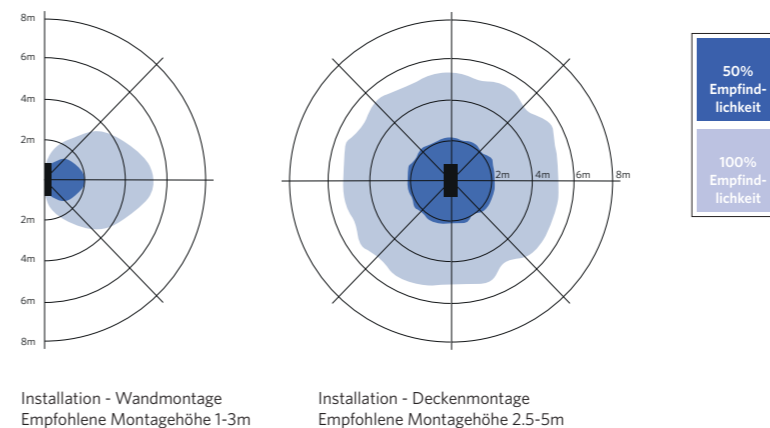 8m
6m
4m
2m
2m
4m
6m
8m
2m
4m
6m
8m
50%
Empfind-
lichkeit
100%
Empfind-
lichkeit
Installation - Wandmontage
Empfohlene Montagehöhe 1-3m
Installation - Deckenmontage
Empfohlene Montagehöhe 2.5-5m